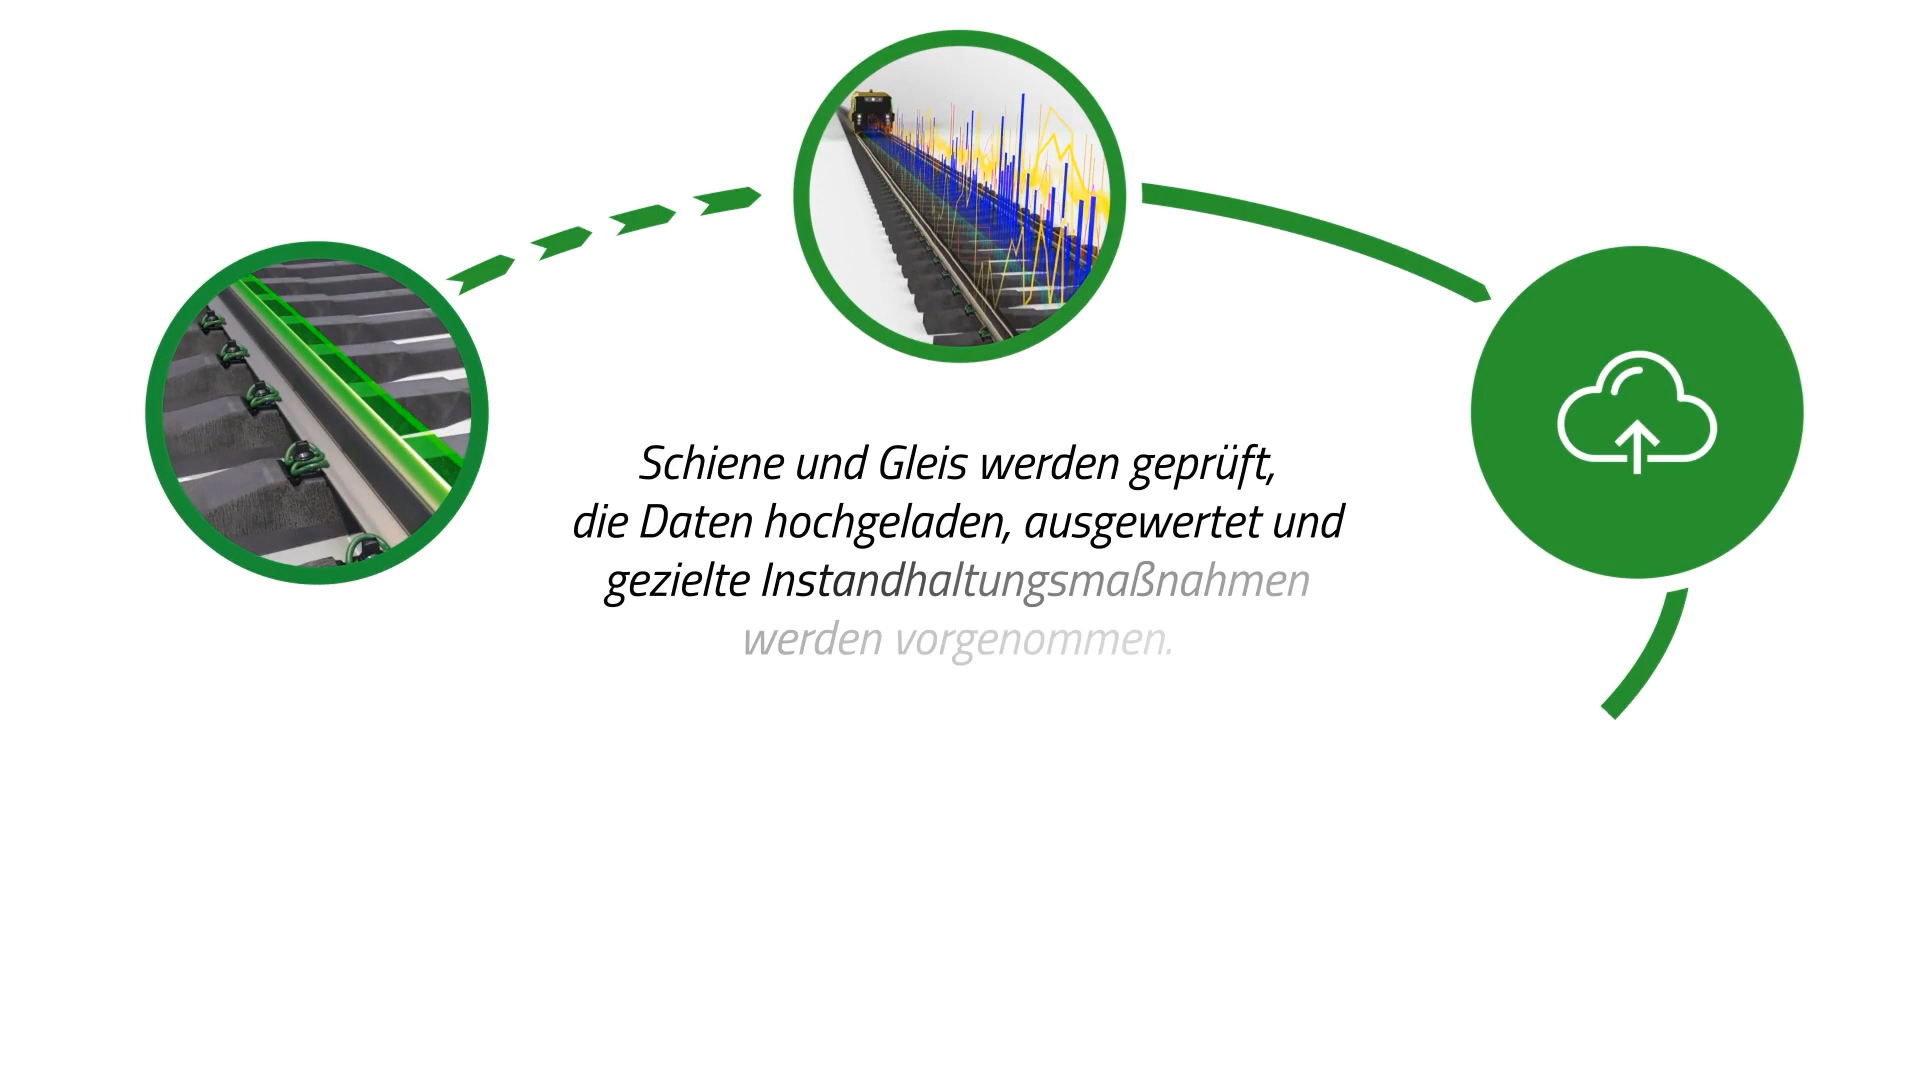 Schiene und Gleis werden geprüft,
die Daten hochgeladen, ausgewertet und
gezielte Instandhaltungsmaßnahmen
werden vorgenommen.